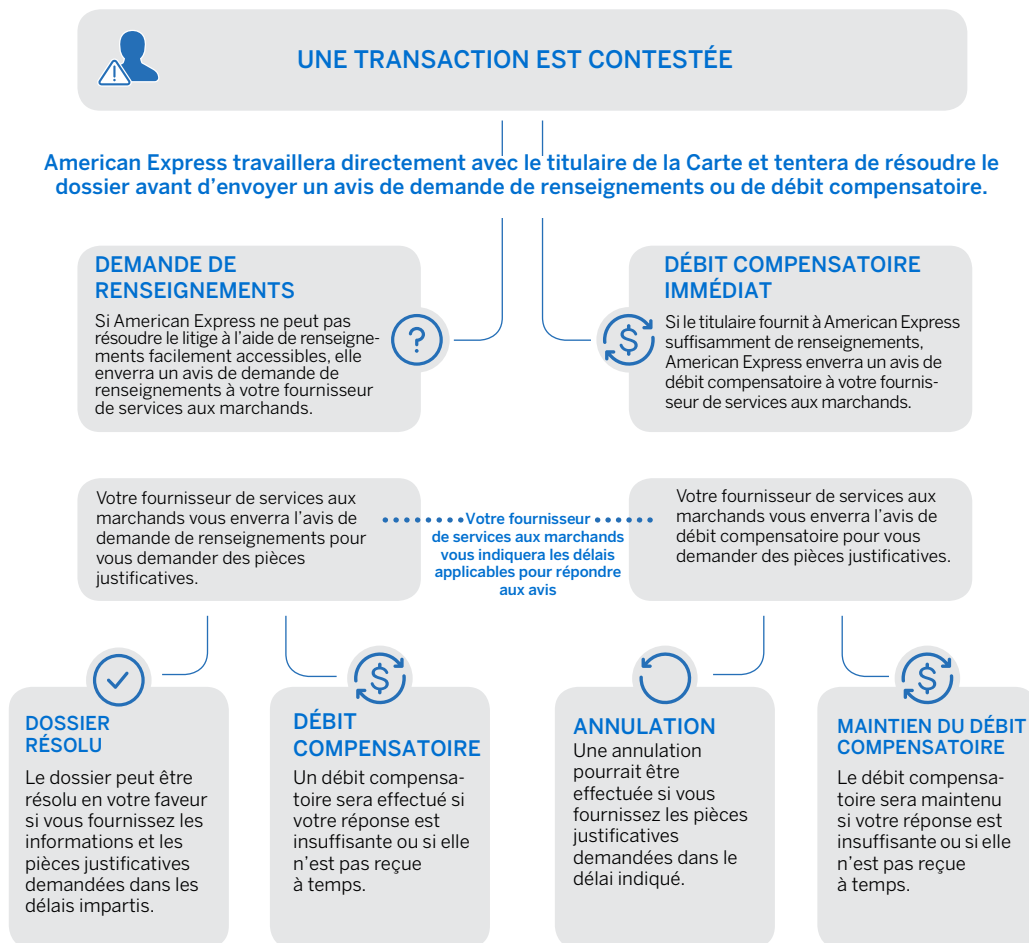 UNE TRANSACTION EST CONTESTÉE
American Express travaillera directement avec le titulaire de la Carte et tentera de résoudre le
dossier avant d’envoyer un avis de demande de renseignements ou de débit compensatoire.
DEMANDE DE
RENSEIGNEMENTS
Si American Express ne peut pas
résoudre le litige à l’aide de renseigne-
ments facilement accessibles, elle
enverra un avis de demande de
renseignements à votre fournisseur
de services aux marchands.
?
DÉBIT COMPENSATOIRE
IMMÉDIAT
$
Si le titulaire fournit à American Express
suffisamment de renseignements,
American Express enverra un avis de
débit compensatoire à votre fournis-
seur de services aux marchands.
Votre fournisseur de services aux
marchands vous enverra l’avis de
demande de renseignements pour
vous demander des pièces
justificatives.
Votre fournisseur
de services aux marchands
vous indiquera les délais
applicables pour répondre
aux avis
Votre fournisseur de services aux
marchands vous enverra l’avis de
débit compensatoire pour vous
demander des pièces justificatives.
DOSSIER
RÉSOLU
Le dossier peut être
résolu en votre faveur
si vous fournissez les
informations et les
pièces justificatives
demandées dans les
délais impartis.
$
DÉBIT
COMPENSATOIRE
Un débit compensa-
toire sera effectué si
votre réponse est
insuffisante ou si elle
n’est pas reçue
à temps.
ANNULATION
Une annulation
pourrait être
effectuée si vous
fournissez les pièces
justificatives
demandées dans le
délai indiqué.
$
MAINTIEN DU DÉBIT
COMPENSATOIRE
Le débit compensa-
toire sera maintenu
si votre réponse est
insuffisante ou si elle
n’est pas reçue
à temps.